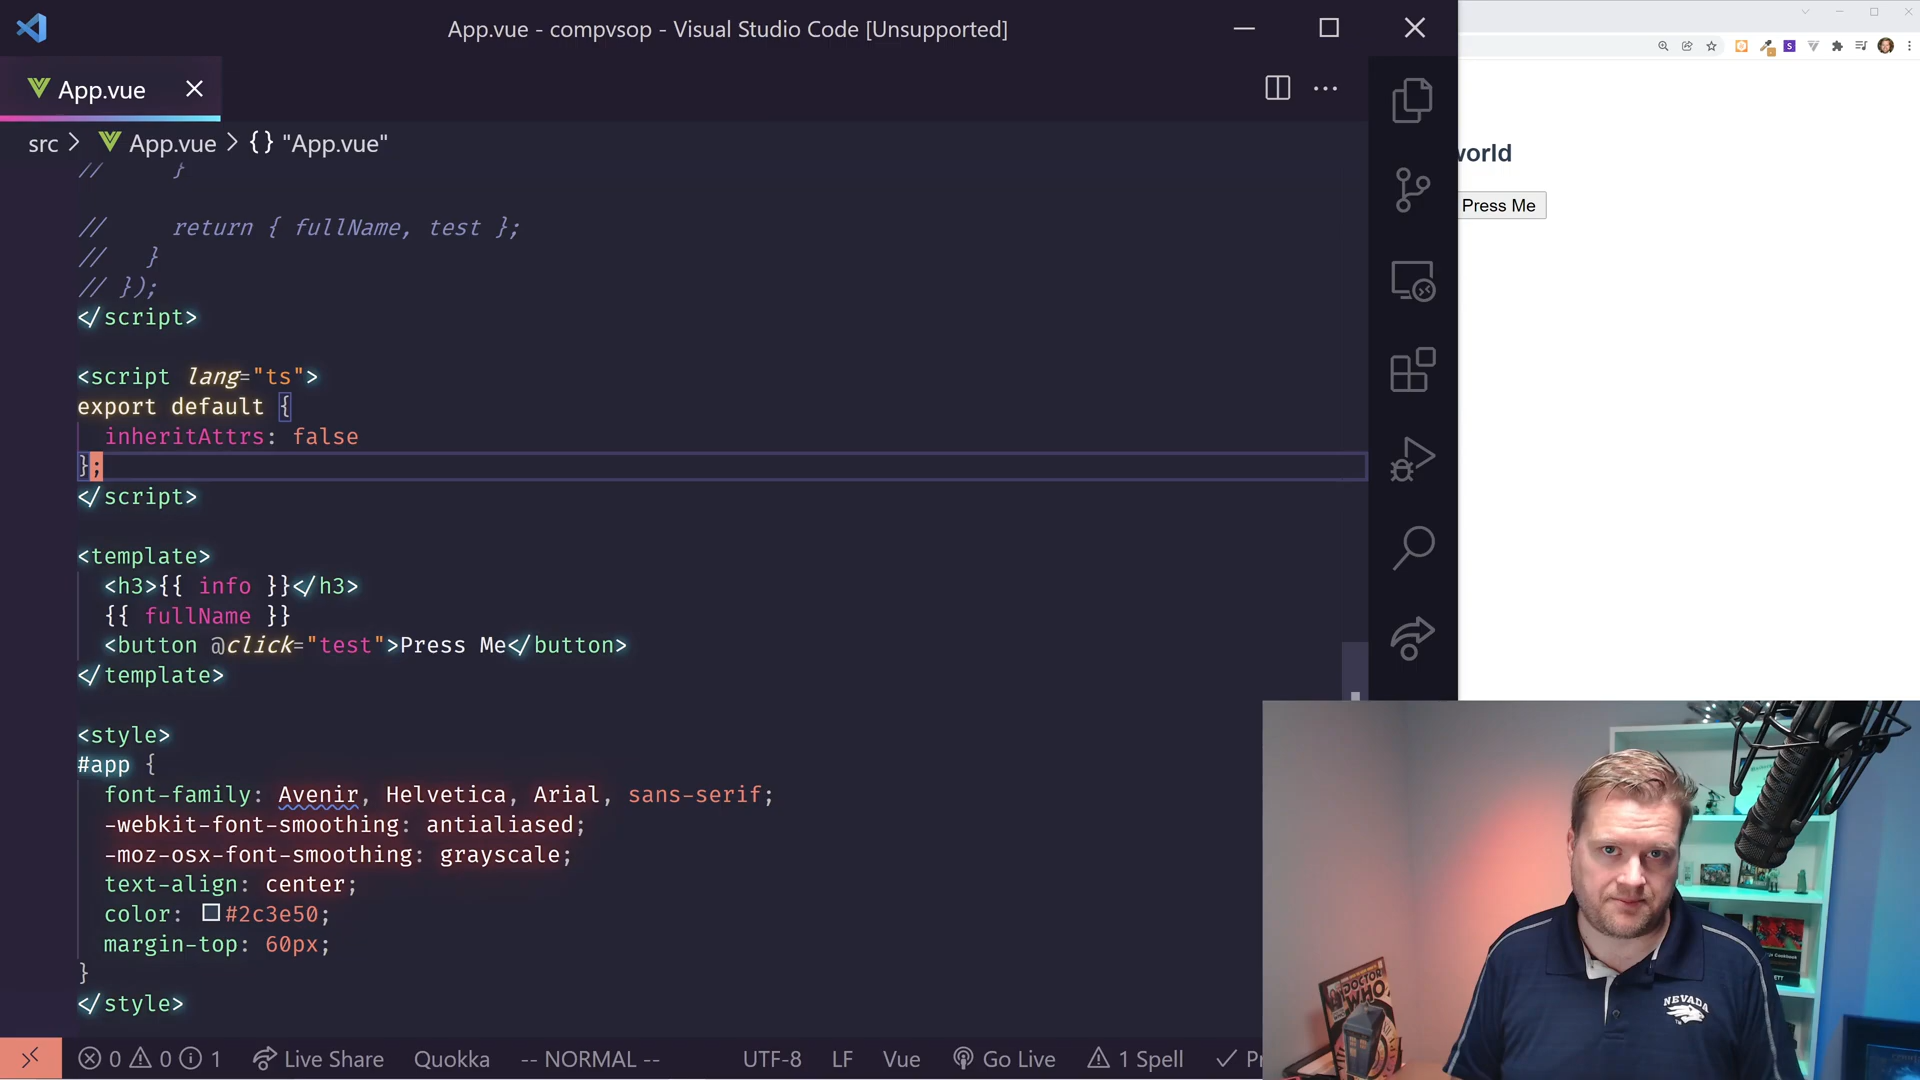 App.vue - compvsop - Visual Studio Code [Unsupported]
App.vue
src > App.vue > {} "App.vue"
//     }
//     return { fullName, test };
//   }
// });
</script>
<script lang="ts">
export default {
inheritAttrs: false
};
</script>
<template>
<h3>{{ info }}</h3>
{{ fullName }}
<button @click="test">Press Me</button>
</template>
<style>
#app {
font-family: Avenir, Helvetica, Arial, sans-serif;
-webkit-font-smoothing: antialiased;
-moz-osx-font-smoothing: grayscale;
text-align: center;
color: #2c3e50;
margin-top: 60px;
}
</style>
0 0 1 Live Share Quokka -- NORMAL -- UTF-8 LF Vue Go Live 1 Spell
world
Press Me
DOCTOR
WHO
NEVADA